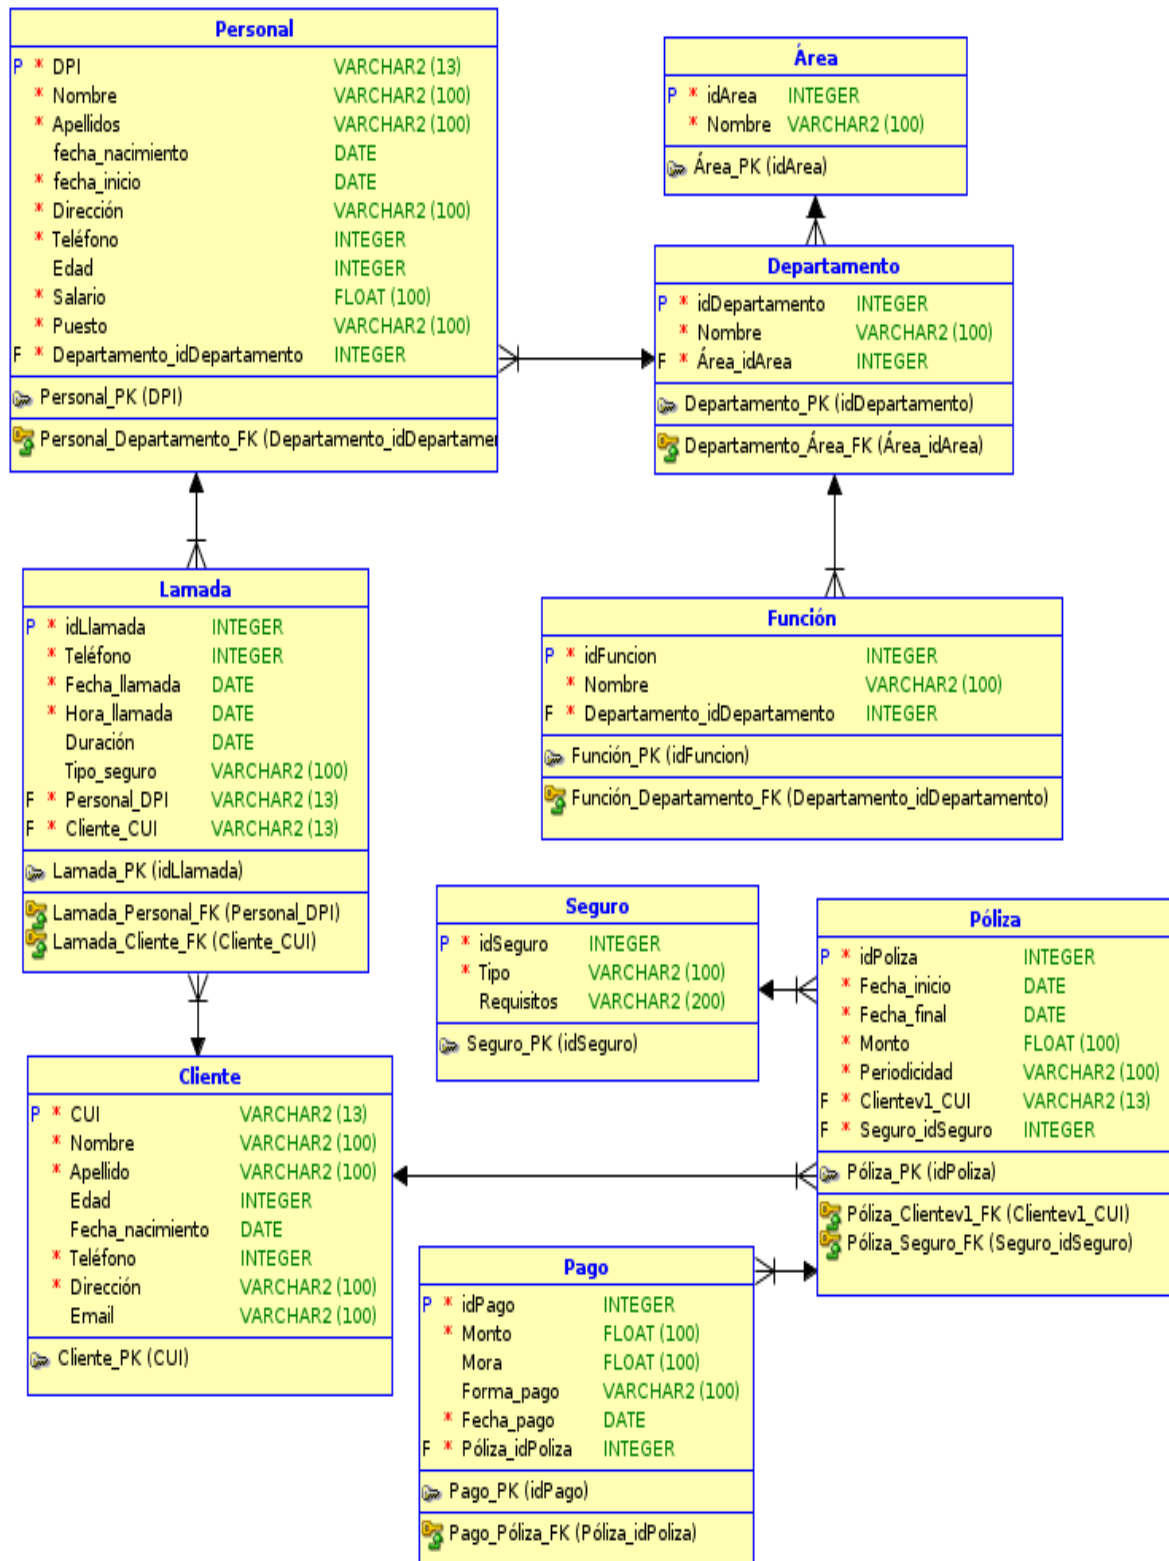 Personal
P * DPI VARCHAR2 (13)
* Nombre VARCHAR2 (100)
* Apellidos VARCHAR2 (100)
fecha_nacimiento DATE
* fecha_inicio DATE
* Dirección VARCHAR2 (100)
* Teléfono INTEGER
Edad INTEGER
* Salario FLOAT (100)
* Puesto VARCHAR2 (100)
F * Departamento_idDepartamento INTEGER
Personal_PK (DPI)
Personal_Departamento_FK (Departamento_idDepartamen
Área
P * idArea INTEGER
* Nombre VARCHAR2 (100)
Área_PK (idArea)
Departamento
P * idDepartamento INTEGER
* Nombre VARCHAR2 (100)
F * Área_idArea INTEGER
Departamento_PK (idDepartamento)
Departamento_Área_FK (Área_idArea)
Lamada
P * idLlamada INTEGER
* Teléfono INTEGER
* Fecha_llamada DATE
* Hora_llamada DATE
Duración DATE
Tipo_seguro VARCHAR2 (100)
F * Personal_DPI VARCHAR2 (13)
F * Cliente_CUI VARCHAR2 (13)
Lamada_PK (idLlamada)
Lamada_Personal_FK (Personal_DPI)
Lamada_Cliente_FK (Cliente_CUI)
Función
P * idFuncion INTEGER
* Nombre VARCHAR2 (100)
F * Departamento_idDepartamento INTEGER
Función_PK (idFuncion)
Función_Departamento_FK (Departamento_idDepartamento)
Seguro
P * idSeguro INTEGER
* Tipo VARCHAR2 (100)
Requisitos VARCHAR2 (200)
Seguro_PK (idSeguro)
Póliza
P * idPoliza INTEGER
* Fecha_inicio DATE
* Fecha_final DATE
* Monto FLOAT (100)
* Periodicidad VARCHAR2 (100)
F * Clientev1_CUI VARCHAR2 (13)
F * Seguro_idSeguro INTEGER
Póliza_PK (idPoliza)
Póliza_Clientev1_FK (Clientev1_CUI)
Póliza_Seguro_FK (Seguro_idSeguro)
Cliente
P * CUI VARCHAR2 (13)
* Nombre VARCHAR2 (100)
* Apellido VARCHAR2 (100)
Edad INTEGER
Fecha_nacimiento DATE
* Teléfono INTEGER
* Dirección VARCHAR2 (100)
Email VARCHAR2 (100)
Cliente_PK (CUI)
Pago
P * idPago INTEGER
* Monto FLOAT (100)
Mora FLOAT (100)
Forma_pago VARCHAR2 (100)
* Fecha_pago DATE
F * Póliza_idPoliza INTEGER
Pago_PK (idPago)
Pago_Póliza_FK (Póliza_idPoliza)